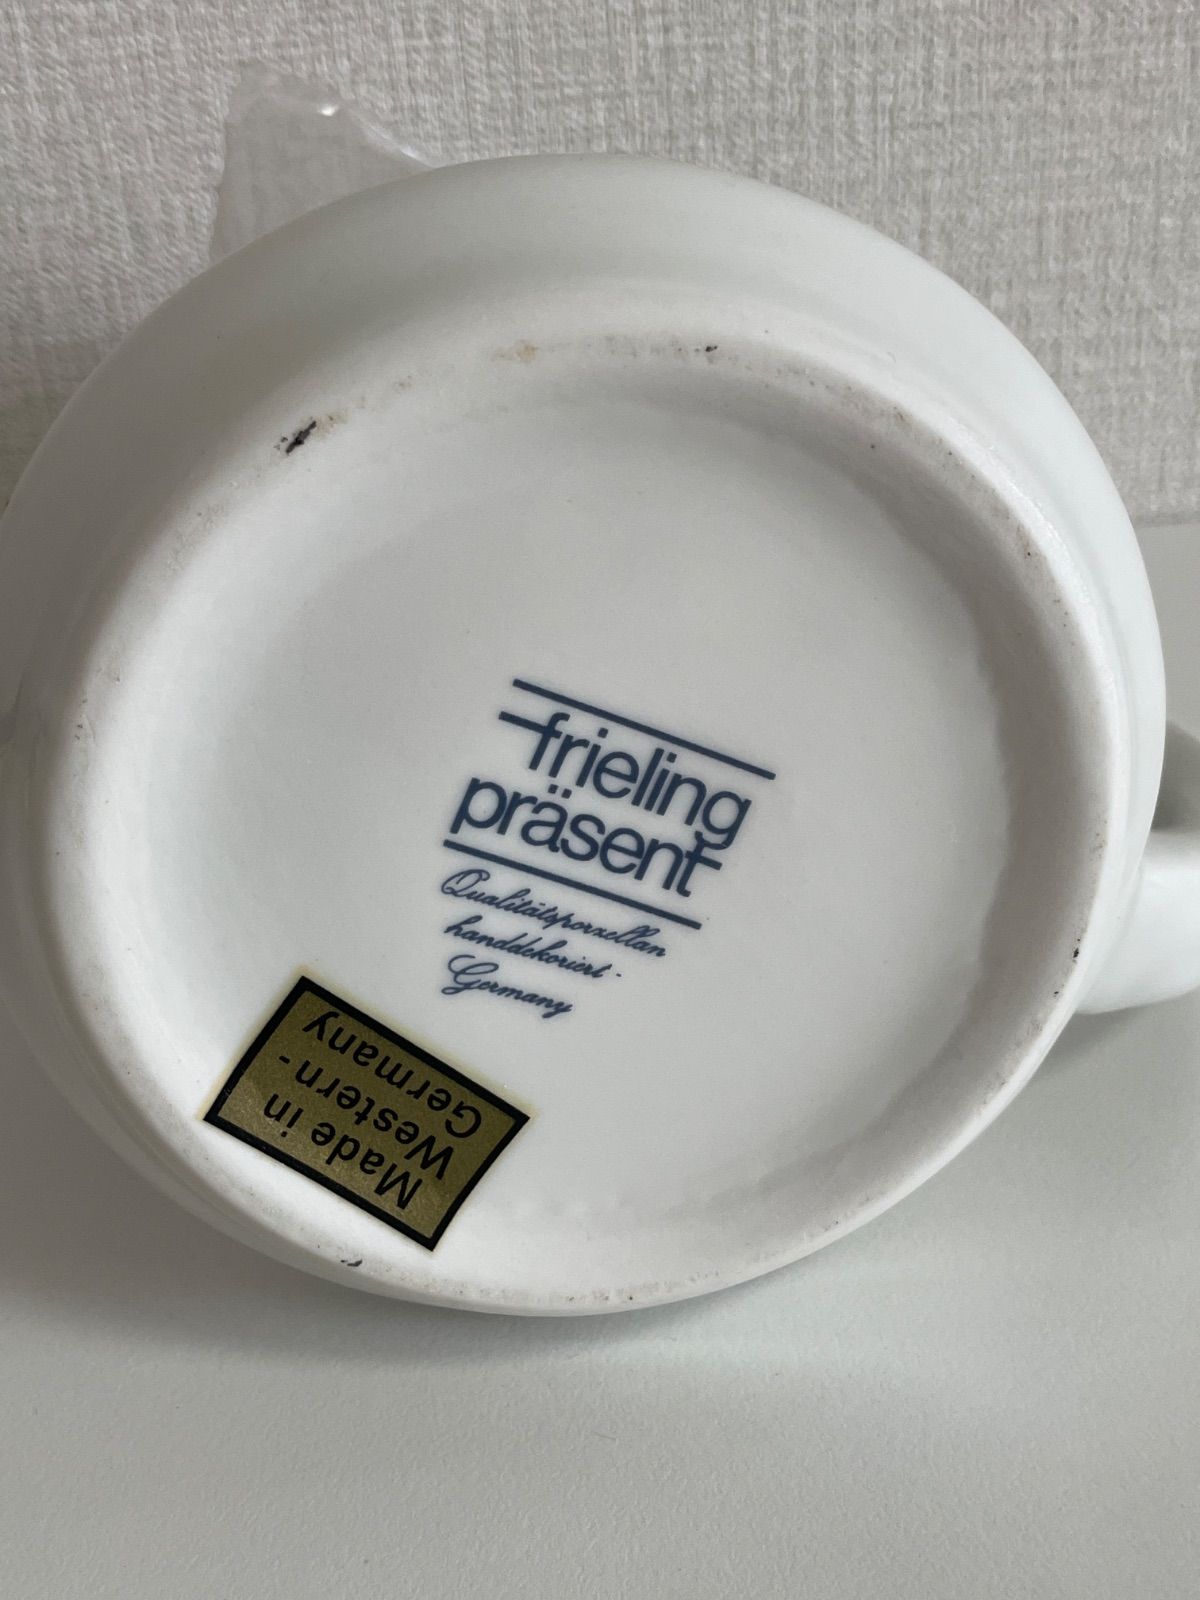 frieling
präsent
Qualitätsporzellan
handdekoriert -
Germany
Made in
Western-
Germany